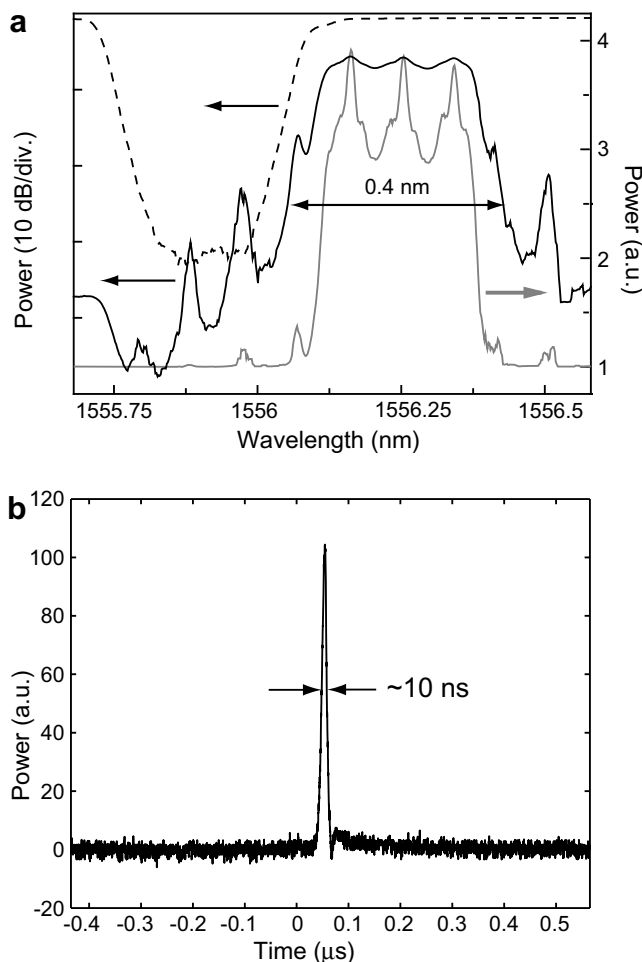 a
Power (10 dB/div.)
0.4 nm
4
3
2
1
Power (a.u.)
1555.75
1556
1556.25
1556.5
Wavelength (nm)
b
120
100
80
60
40
20
0
-20
Power (a.u.)
~10 ns
-0.4
-0.3
-0.2
-0.1
0
0.1
0.2
0.3
0.4
0.5
Time (μs)